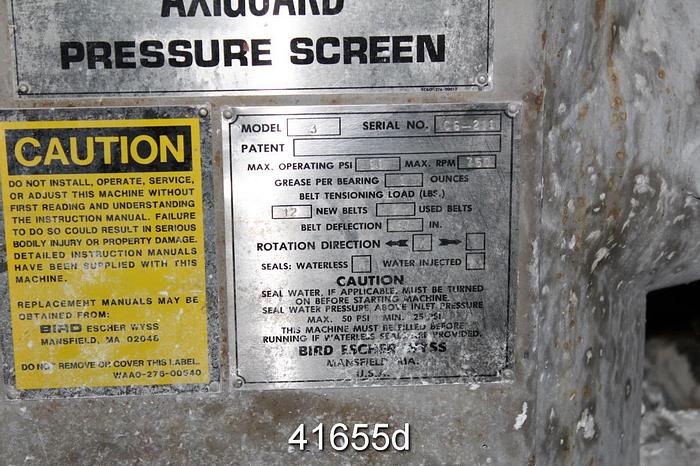 AXIGUARD
PRESSURE SCREEN
CAUTION
DO NOT INSTALL, OPERATE, SERVICE,
OR ADJUST THIS MACHINE WITHOUT
FIRST READING AND UNDERSTANDING
THE INSTRUCTION MANUAL. FAILURE
TO DO SO COULD RESULT IN SERIOUS
BODILY INJURY OR PROPERTY DAMAGE.
DETAILED INSTRUCTION MANUALS
HAVE BEEN SUPPLIED WITH THIS
MACHINE.
REPLACEMENT MANUALS MAY BE
OBTAINED FROM:
BIRD ESCHER WYSS
MANSFIELD, MA 02048
DO NOT REMOVE OR COVER THIS LABEL.
WAAO-276-00540
MODEL 3 SERIAL NO.
PATENT
MAX. OPERATING PSI MAX. RPM 750
GREASE PER BEARING OUNCES
BELT TENSIONING LOAD (LBS.)
12 NEW BELTS USED BELTS
BELT DEFLECTION IN.
ROTATION DIRECTION
SEALS: WATERLESS WATER INJECTED
CAUTION
SEAL WATER, IF APPLICABLE, MUST BE TURNED
ON BEFORE STARTING MACHINE
SEAL WATER PRESSURE ABOVE INLET PRESSURE
MAX. 50 PSI MIN. 25 PSI
THIS MACHINE MUST BE FILLED BEFORE
RUNNING IF WATERLESS SEALS ARE PROVIDED.
BIRD ESCHER WYSS
MANSFIELD, MA.
U.S.A.
41655d